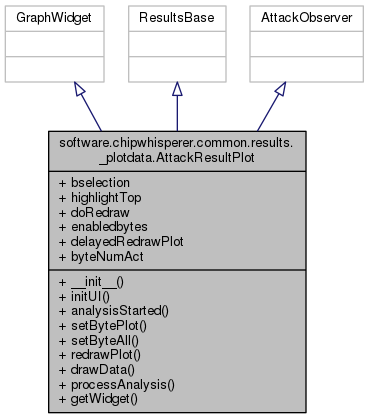 GraphWidget
ResultsBase
AttackObserver
software.chipwhisperer.common.results.
_plotdata.AttackResultPlot
+ bselection
+ highlightTop
+ doRedraw
+ enabledbytes
+ delayedRedrawPlot
+ byteNumAct
+ __init__()
+ initUI()
+ analysisStarted()
+ setBytePlot()
+ setByteAll()
+ redrawPlot()
+ drawData()
+ processAnalysis()
+ getWidget()